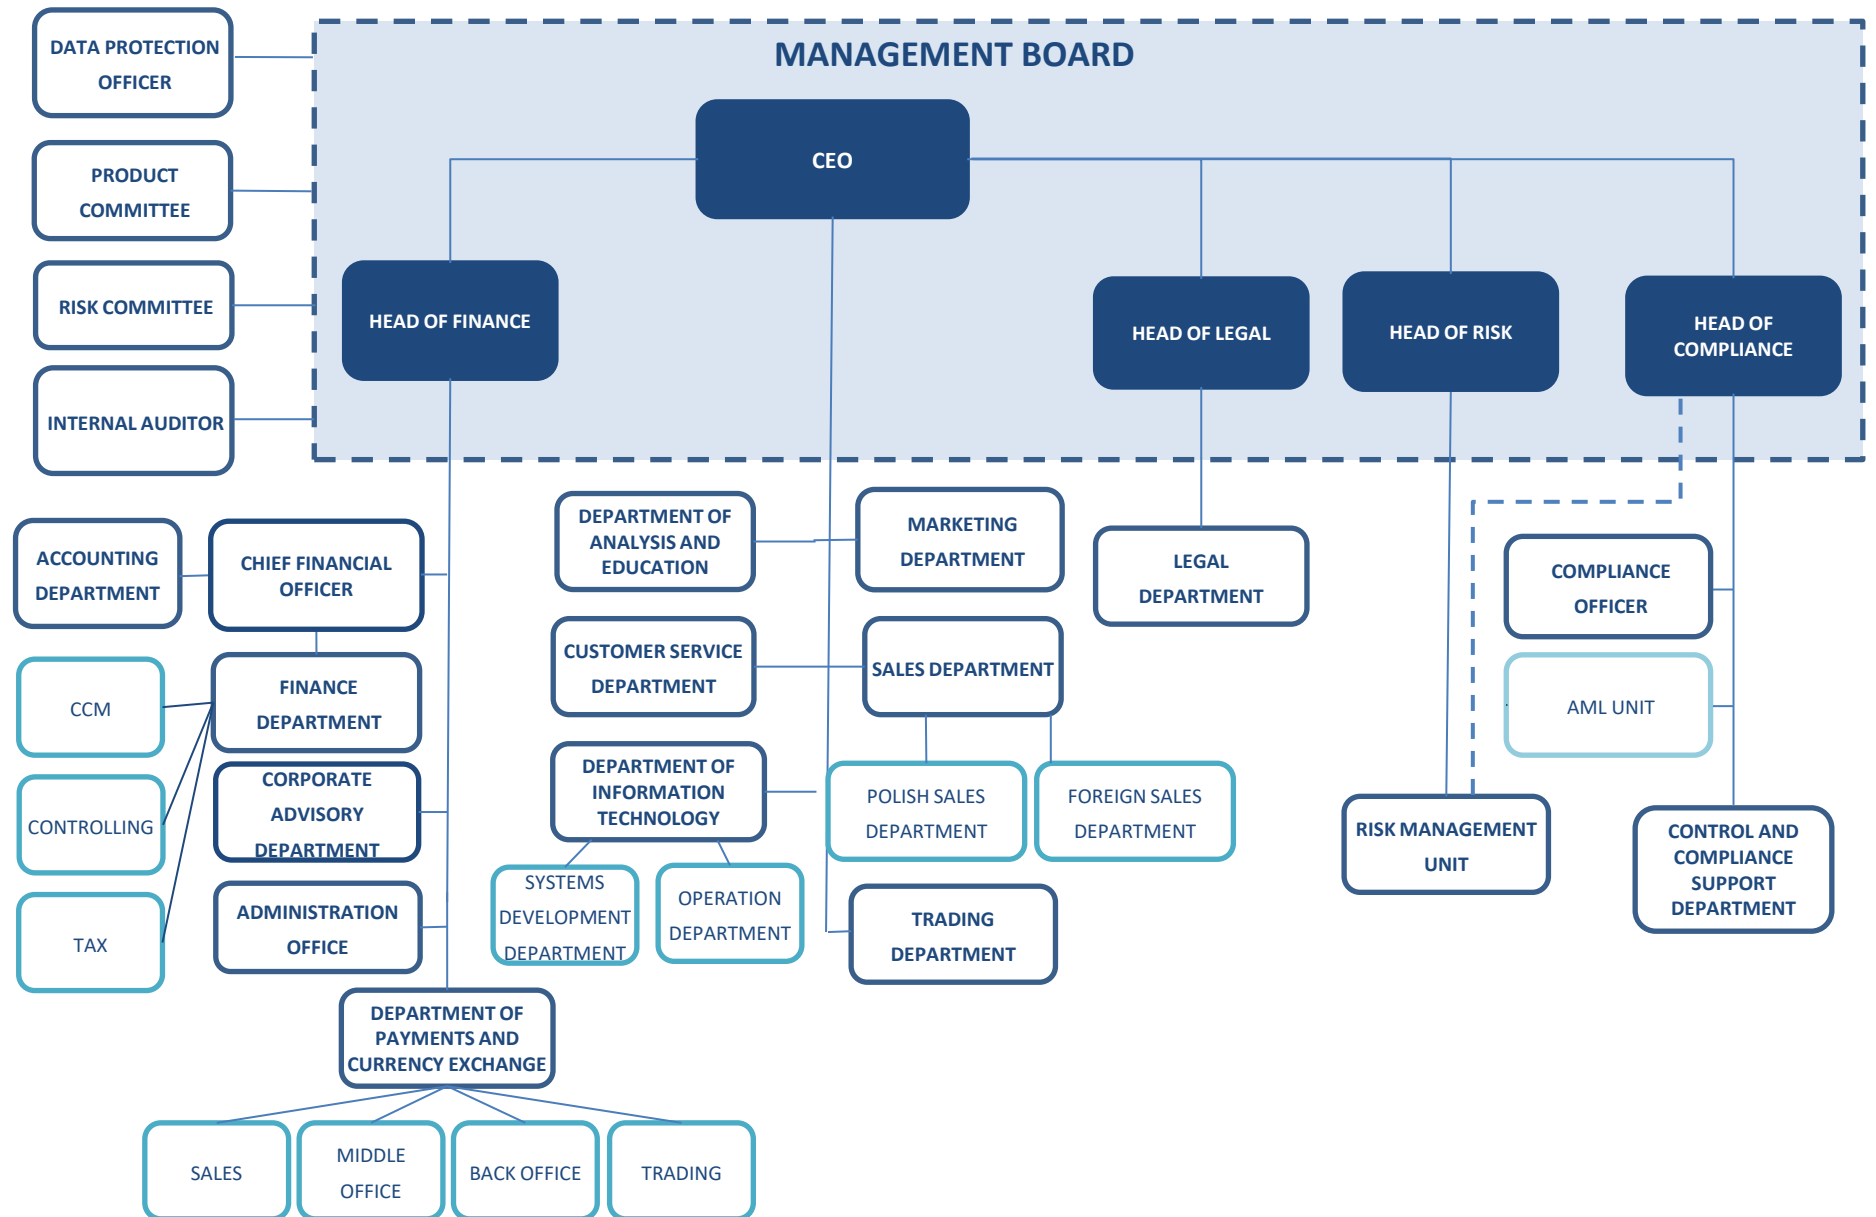 MANAGEMENT BOARD
DATA PROTECTION
OFFICER
PRODUCT
COMMITTEE
RISK COMMITTEE
INTERNAL AUDITOR
CEO
HEAD OF FINANCE
HEAD OF LEGAL
HEAD OF RISK
HEAD OF
COMPLIANCE
ACCOUNTING
DEPARTMENT
CHIEF FINANCIAL
OFFICER
CCM
CONTROLLING
TAX
FINANCE
DEPARTMENT
CORPORATE
ADVISORY
DEPARTMENT
ADMINISTRATION
OFFICE
DEPARTMENT OF
PAYMENTS AND
CURRENCY EXCHANGE
SALES
MIDDLE
OFFICE
BACK OFFICE
TRADING
DEPARTMENT OF
ANALYSIS AND
EDUCATION
MARKETING
DEPARTMENT
CUSTOMER SERVICE
DEPARTMENT
SALES DEPARTMENT
DEPARTMENT OF
INFORMATION
TECHNOLOGY
POLISH SALES
DEPARTMENT
FOREIGN SALES
DEPARTMENT
SYSTEMS
DEVELOPMENT
DEPARTMENT
OPERATION
DEPARTMENT
TRADING
DEPARTMENT
LEGAL
DEPARTMENT
RISK MANAGEMENT
UNIT
COMPLIANCE
OFFICER
AML UNIT
CONTROL AND
COMPLIANCE
SUPPORT
DEPARTMENT